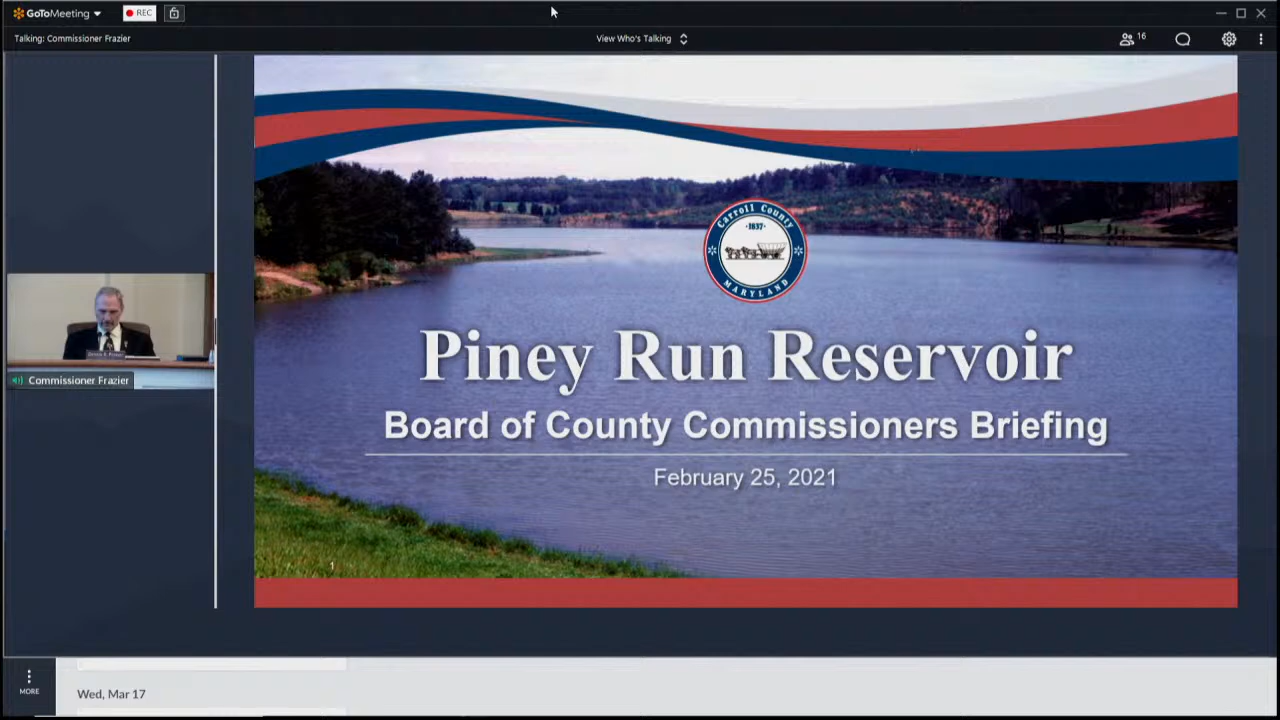 GoToMeeting
REC
Talking: Commissioner Frazier
View Who's Talking
16
Carroll County
1837
MARYLAND
Piney Run Reservoir
Board of County Commissioners Briefing
February 25, 2021
1
Commissioner Frazier
MORE
Wed, Mar 17